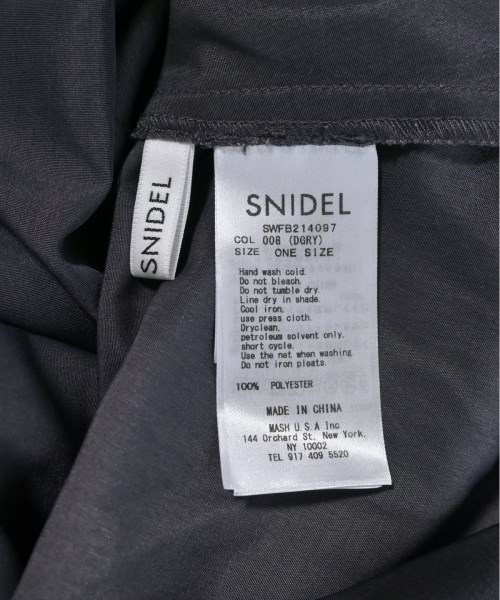 SNIDEL
SNIDEL
SWFB214097
COL 008 (DGRY)
SIZE ONE SIZE
Hand wash cold.
Do not bleach.
Do not tumble dry.
Line dry in shade.
Cool iron,
use press cloth.
Dryclean,
petroleum solvent only,
short cycle.
Use the net when washing
Do not iron pleats.
100% POLYESTER
MADE IN CHINA
MASH U.S.A Inc
144 Orchard St. New York,
NY 10002
TEL 917 409 5520